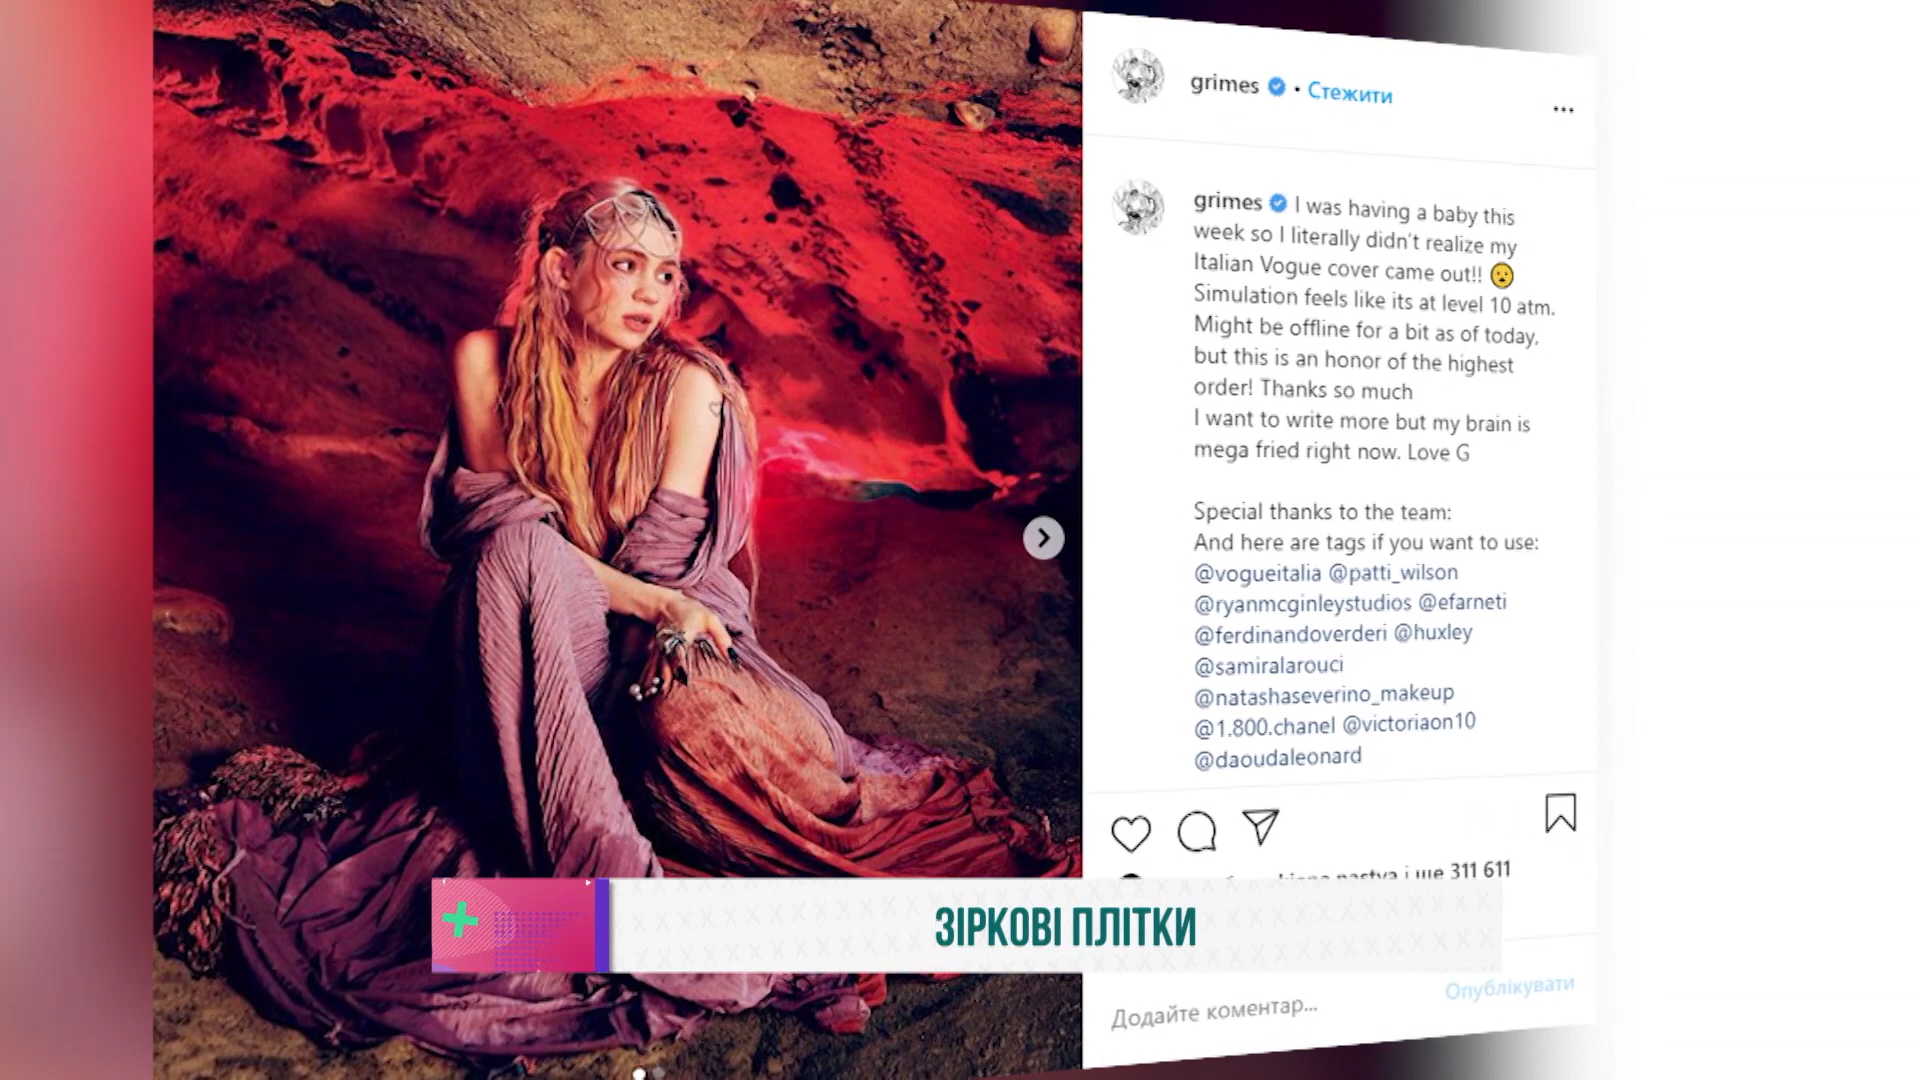 grimes • Стежити
grimes I was having a baby this
week so I literally didn't realize my
Italian Vogue cover came out!! 😮
Simulation feels like its at level 10 atm.
Might be offline for a bit as of today,
but this is an honor of the highest
order! Thanks so much
I want to write more but my brain is
mega fried right now. Love G
Special thanks to the team:
And here are tags if you want to use:
@vogueitalia @patti_wilson
@ryanmcginleystudios @efarneti
@ferdinandoverderi @huxley
@samiralarouci
@natashaseverino_makeup
@1.800.chanel @victoriaon10
@daoudaleonard
і ще 311 611
ЗІРКОВІ ПЛІТКИ
Опублікувати
Додайте коментар...